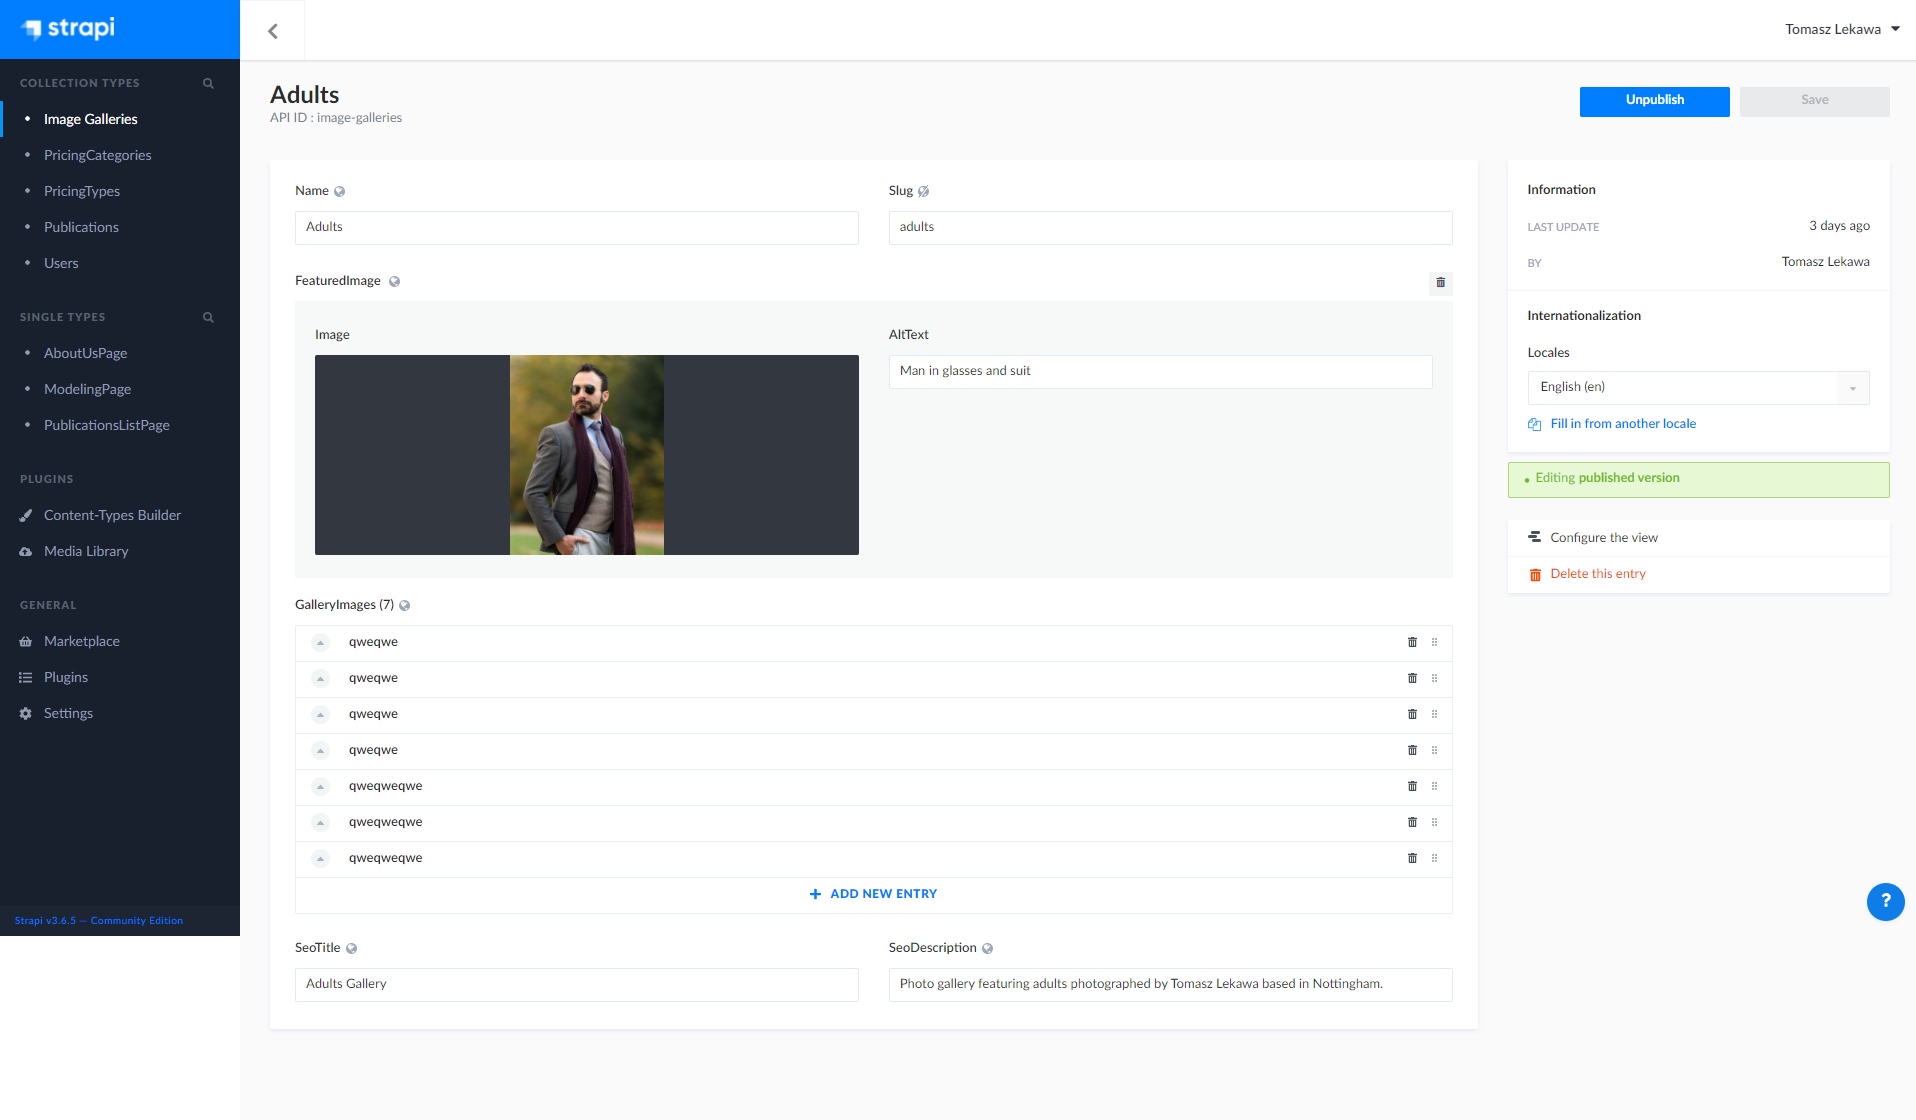 strapi
Tomasz Lekawa
COLLECTION TYPES
Image Galleries
PricingCategories
PricingTypes
Publications
Users
SINGLE TYPES
AboutUsPage
ModelingPage
PublicationsListPage
PLUGINS
Content-Types Builder
Media Library
GENERAL
Marketplace
Plugins
Settings
Strapi v3.6.5 — Community Edition
Adults
API ID : image-galleries
Unpublish
Save
Name
Slug
Adults
adults
FeaturedImage
Image
AltText
Man in glasses and suit
GalleryImages (7)
qweqwe
qweqwe
qweqwe
qweqwe
qweqweqwe
qweqweqwe
qweqweqwe
ADD NEW ENTRY
SeoTitle
SeoDescription
Adults Gallery
Photo gallery featuring adults photographed by Tomasz Lekawa based in Nottingham.
Information
LAST UPDATE
3 days ago
BY
Tomasz Lekawa
Internationalization
Locales
English (en)
Fill in from another locale
Editing published version
Configure the view
Delete this entry
?